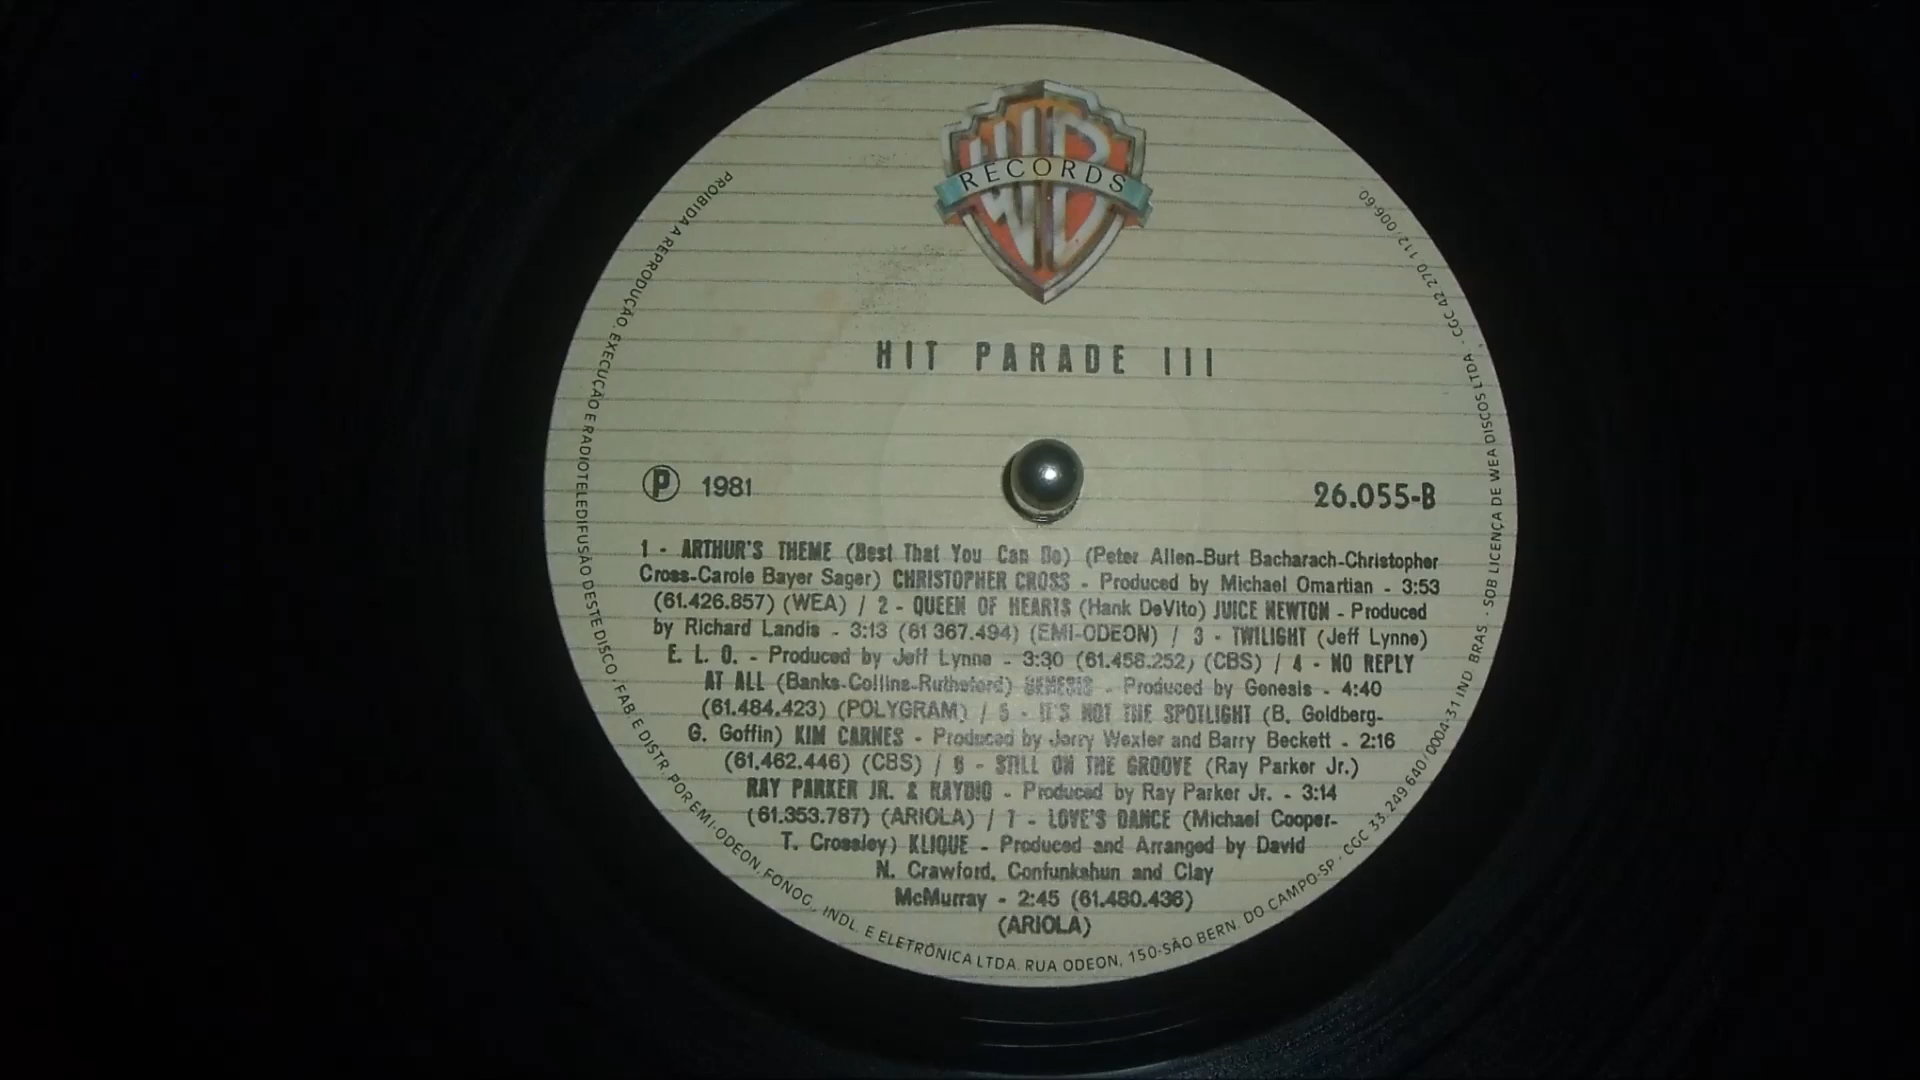 WB
RECORDS
HIT PARADE III
Ⓟ 1981
26.055-B
1 - ARTHUR'S THEME (Best That You Can Do) (Peter Allen-Burt Bacharach-Christopher
Cross-Carole Bayer Sager) CHRISTOPHER CROSS - Produced by Michael Omartian - 3:53
(61.426.857) (WEA) / 2 - QUEEN OF HEARTS (Hank DeVito) JUICE NEWTON - Produced
by Richard Landis - 3:13 (61 367.494) (EMI-ODEON) / 3 - TWILIGHT (Jeff Lynne)
E. L. O. - Produced by Jeff Lynne - 3:30 (61.458.252) (CBS) / 4 - NO REPLY
AT ALL (Banks-Collins-Rutheford) GENESIS - Produced by Genesis - 4:40
(61.484.423) (POLYGRAM) / 5 - IT'S NOT THE SPOTLIGHT (B. Goldberg-
G. Goffin) KIM CARNES - Produced by Jerry Wexler and Barry Beckett - 2:16
(61.462.446) (CBS) / 6 - STILL ON THE GROOVE (Ray Parker Jr.)
RAY PARKER JR. & RAYDIO - Produced by Ray Parker Jr. - 3:14
(61.353.787) (ARIOLA) / 7 - LOVE'S DANCE (Michael Cooper-
T. Crossley) KLIQUE - Produced and Arranged by David
N. Crawford, Confunkshun and Clay
McMurray - 2:45 (61.480.436)
(ARIOLA)
PROIBIDA A REPRODUÇÃO, EXECUÇÃO E RADIOTELEDIFUSÃO DESTE DISCO. FAB. E DISTR. POR EMI-ODEON, FONOG., INDL. E ELETRÔNICA LTDA. RUA ODEON, 150-SÃO BERN. DO CAMPO-SP - CGC 33.249 640/0004-31 IND. BRAS. - SOB LICENÇA DE WEA DISCOS LTDA. - CGC 42 270 112/006-60.